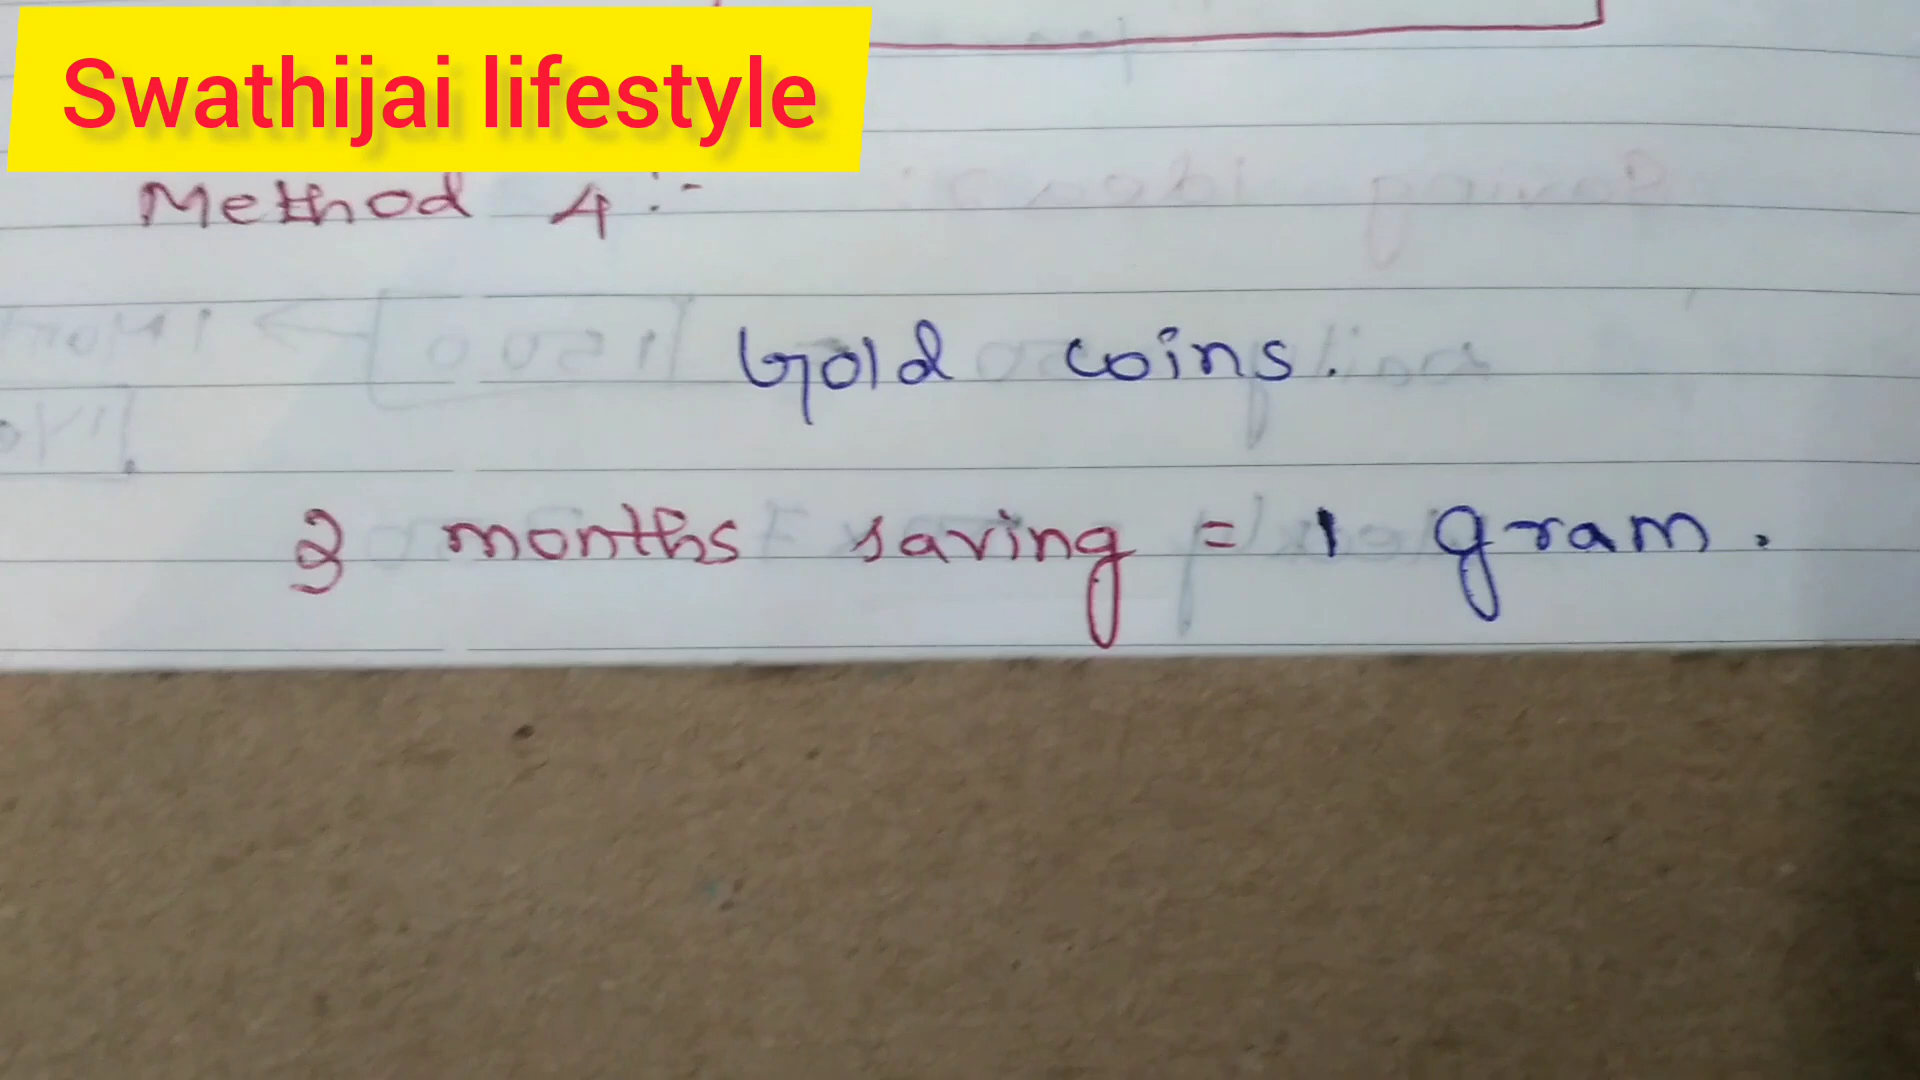 Swathijai lifestyle
Method 4:-
Gold coins.
3 months saving = 1 gram.